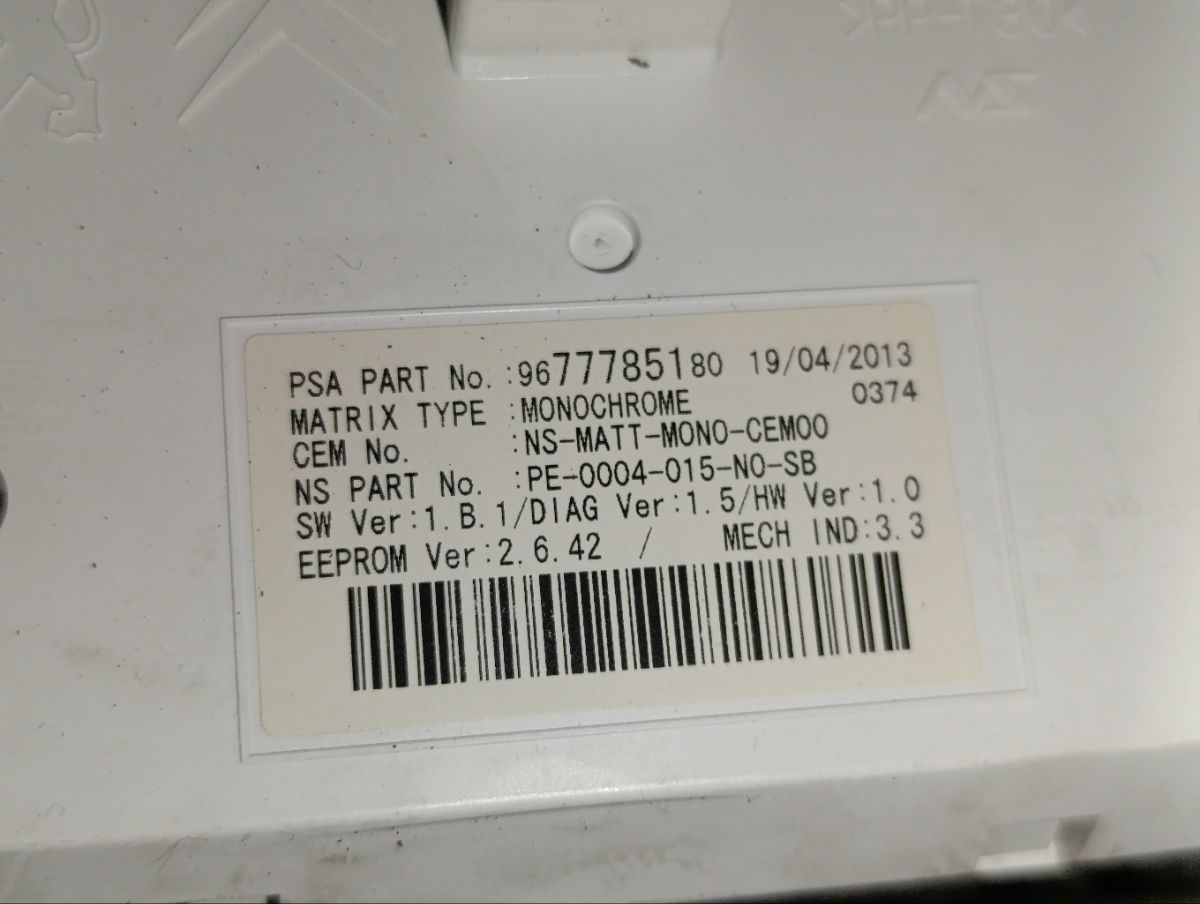 PSA PART No. :9677785180 19/04/2013
MATRIX TYPE :MONOCHROME 0374
CEM No. :NS-MATT-MONO-CEM00
NS PART No. :PE-0004-015-NO-SB
SW Ver:1.B.1/DIAG Ver:1.5/HW Ver:1.0
EEPROM Ver:2.6.42 / MECH IND:3.3